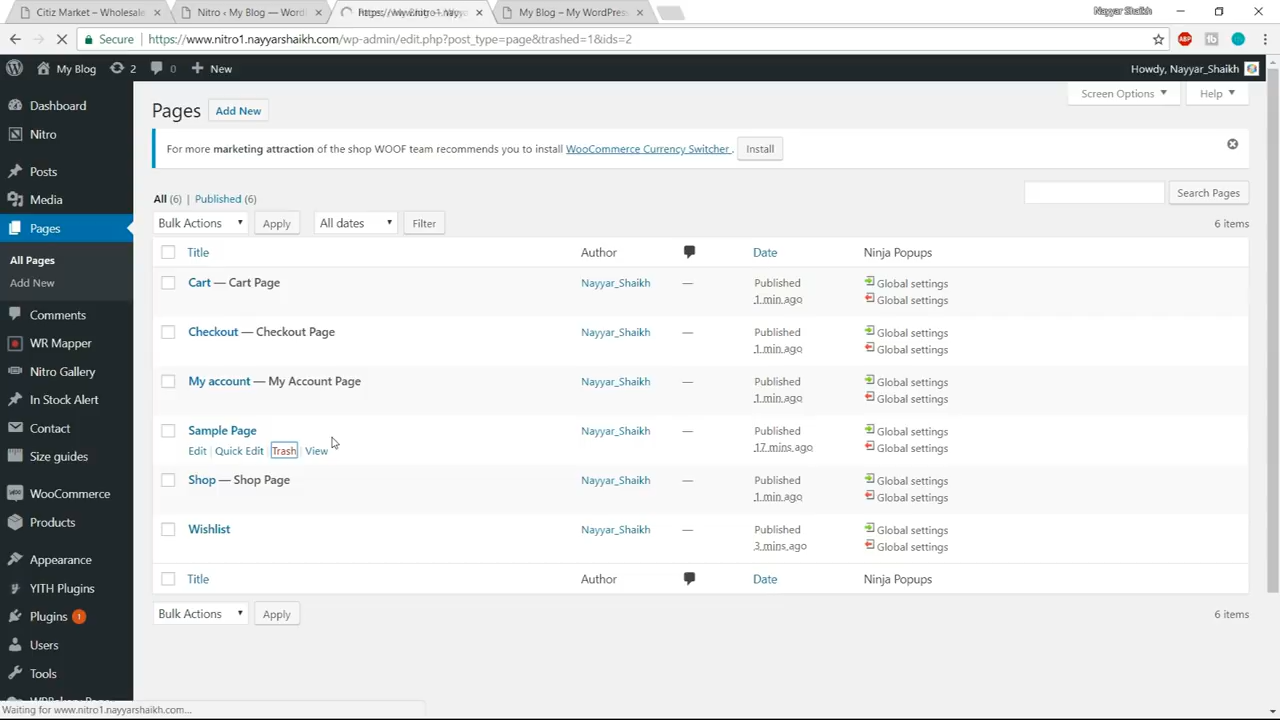 Citiz Market – Wholesale
Nitro ‹ My Blog — Word
My Blog – My WordPress
Nayyar Shaikh
Secure
https://www.nitro1.nayyarshaikh.com/wp-admin/edit.php?post_type=page&trashed=1&ids=2
My Blog
2
0
New
Howdy, Nayyar_Shaikh
Screen Options
Help
Pages
Add New
For more marketing attraction of the shop WOOF team recommends you to install WooCommerce Currency Switcher .
Install
All (6) | Published (6)
Search Pages
Bulk Actions
Apply
All dates
Filter
6 items
Title
Author
Date
Ninja Popups
Cart — Cart Page
Nayyar_Shaikh
—
Published
1 min ago
Global settings
Global settings
Checkout — Checkout Page
Nayyar_Shaikh
—
Published
1 min ago
Global settings
Global settings
My account — My Account Page
Nayyar_Shaikh
—
Published
1 min ago
Global settings
Global settings
Sample Page
Edit | Quick Edit | Trash | View
Nayyar_Shaikh
—
Published
17 mins ago
Global settings
Global settings
Shop — Shop Page
Nayyar_Shaikh
—
Published
1 min ago
Global settings
Global settings
Wishlist
Nayyar_Shaikh
—
Published
3 mins ago
Global settings
Global settings
Title
Author
Date
Ninja Popups
Bulk Actions
Apply
6 items
Dashboard
Nitro
Posts
Media
Pages
All Pages
Add New
Comments
WR Mapper
Nitro Gallery
In Stock Alert
Contact
Size guides
WooCommerce
Products
Appearance
YITH Plugins
Plugins 1
Users
Tools
Waiting for www.nitro1.nayyarshaikh.com...